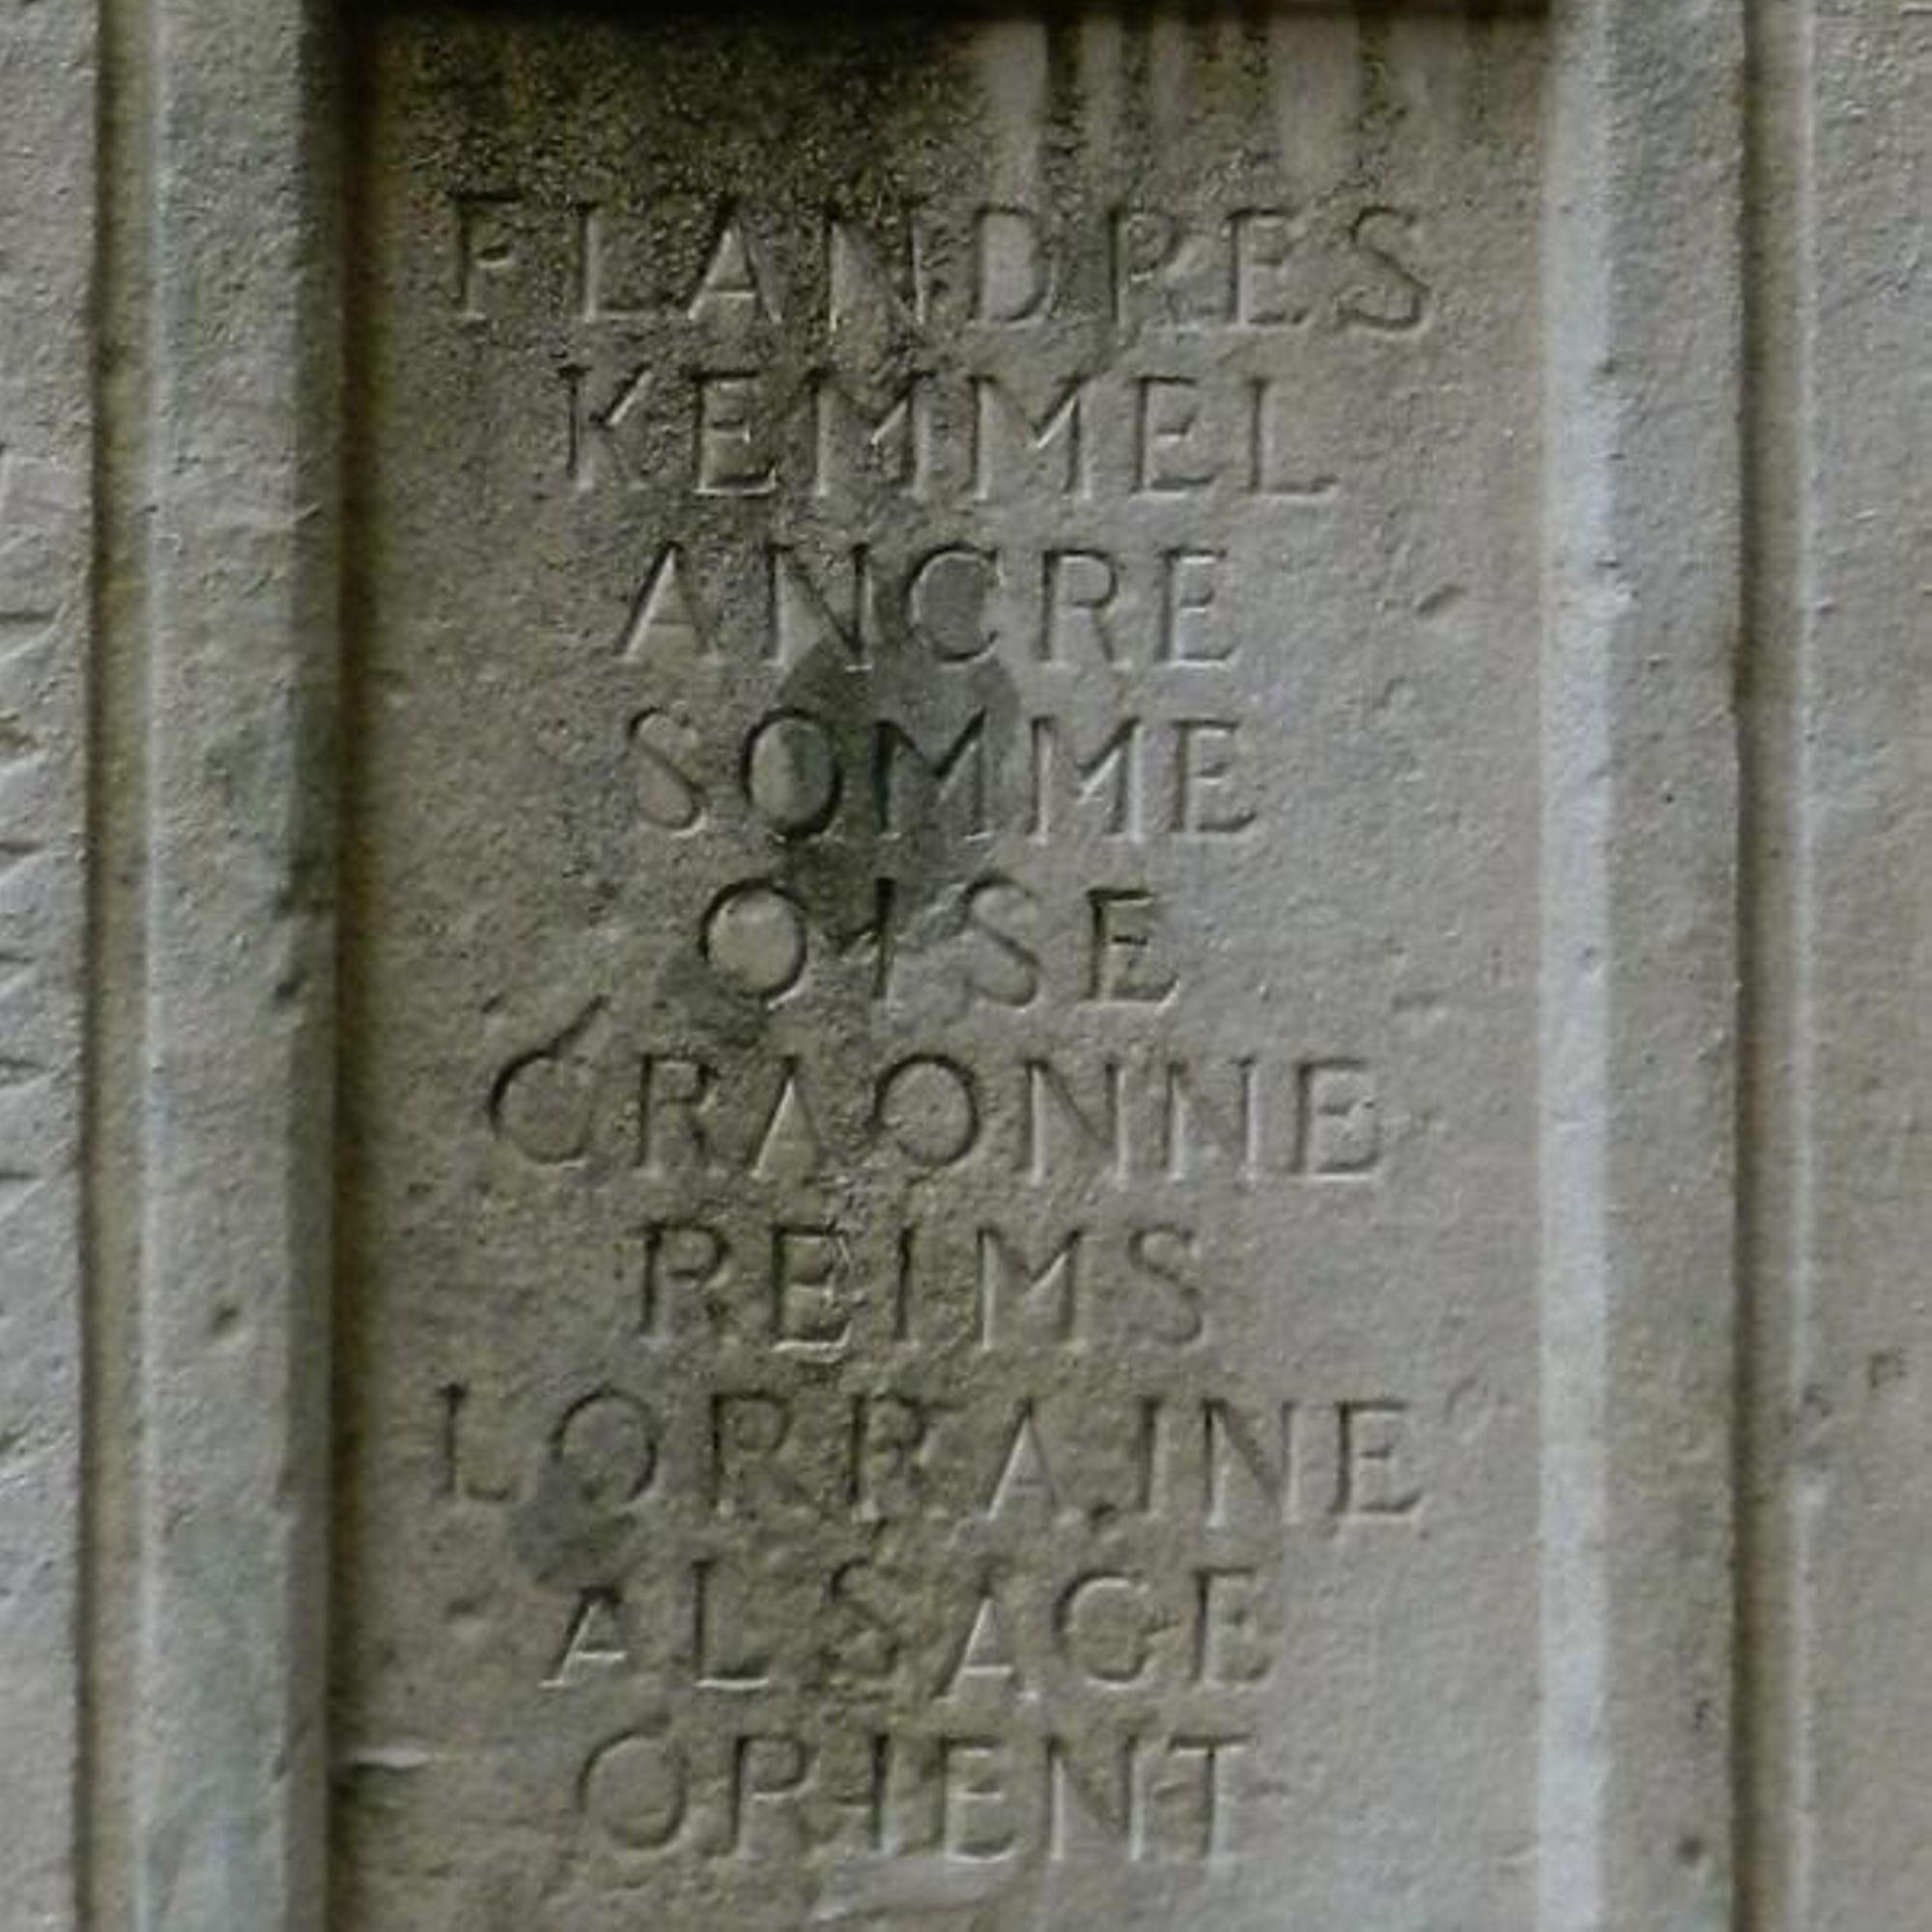 FLANDRES
KEMMEL
ANCRE
SOMME
OISE
CRAONNE
REIMS
LORRAINE
ALSACE
ORIENT